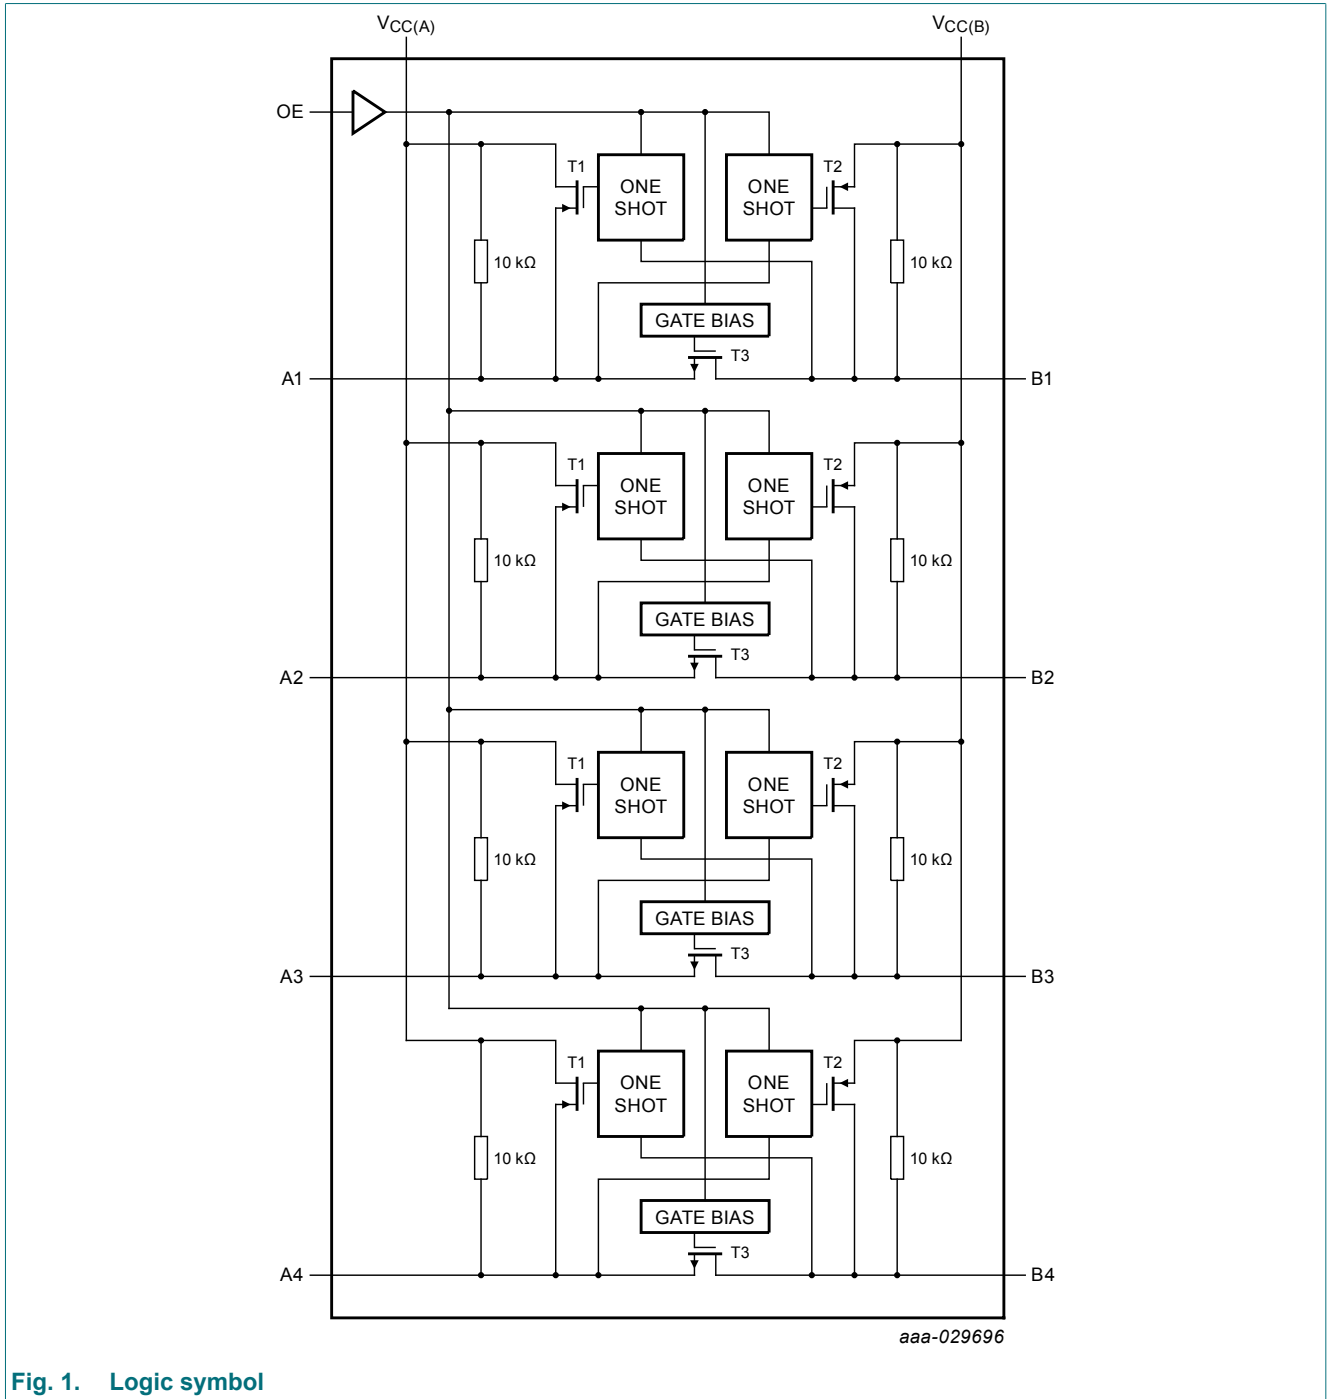 VCC(A) VCC(B)
OE
T1 ONE SHOT ONE SHOT T2
10 kΩ 10 kΩ
GATE BIAS
T3
A1 B1
T1 ONE SHOT ONE SHOT T2
10 kΩ 10 kΩ
GATE BIAS
T3
A2 B2
T1 ONE SHOT ONE SHOT T2
10 kΩ 10 kΩ
GATE BIAS
T3
A3 B3
T1 ONE SHOT ONE SHOT T2
10 kΩ 10 kΩ
GATE BIAS
T3
A4 B4
aaa-029696
Fig. 1. Logic symbol